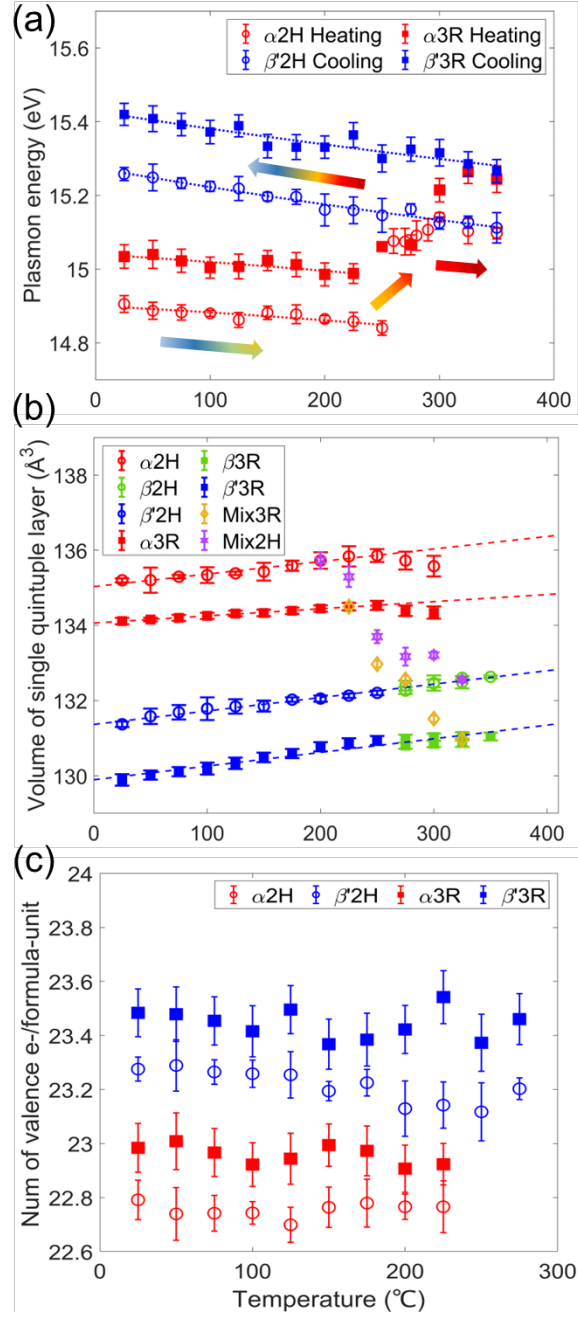 (a)
15.6
15.4
15.2
15
14.8
Plasmon energy (eV)
α2H Heating
α3R Heating
β'2H Cooling
β'3R Cooling
0 100 200 300 400
(b)
138
136
134
132
130
Volume of single quintuple layer (Å³)
α2H
β3R
β2H
β'3R
β'2H
Mix3R
α3R
Mix2H
0 100 200 300 400
(c)
24
23.8
23.6
23.4
23.2
23
22.8
22.6
Num of valence e-/formula-unit
α2H
β'2H
α3R
β'3R
0 100 200 300
Temperature (℃)